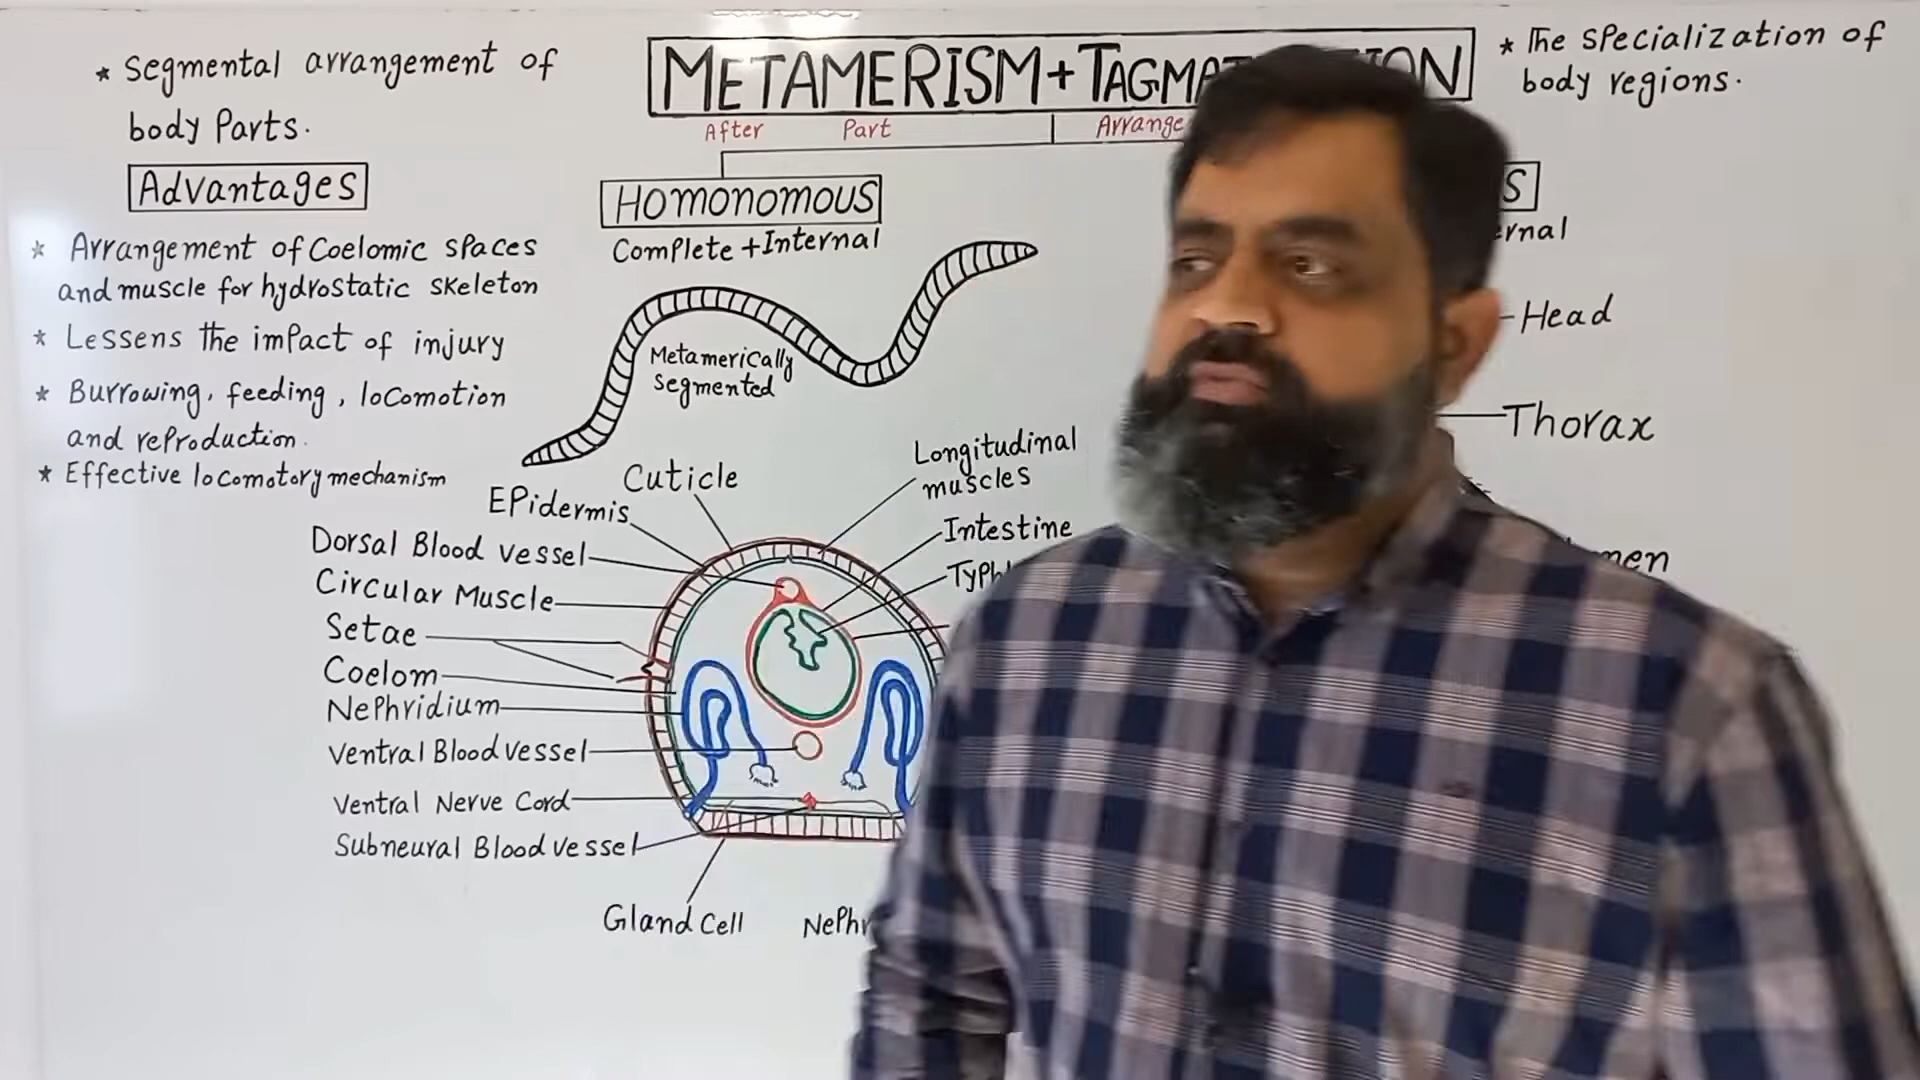 * Segmental arrangement of
body Parts.
Advantages
* Arrangement of Coelomic spaces
and muscle for hydrostatic skeleton
* Lessens the impact of injury
* Burrowing, feeding, locomotion
and reproduction.
* Effective locomotory mechanism
METAMERISM +
After Part
HOMONOMOUS
Complete + Internal
Metamerically
segmented
* The specialization of
body regions.
Head
Thorax
Longitudinal
muscles
Intestine
Cuticle
Epidermis
Dorsal Blood vessel
Circular Muscle
Setae
Coelom
Nephridium
Ventral Blood vessel
Ventral Nerve Cord
Subneural Blood vessel
Gland Cell